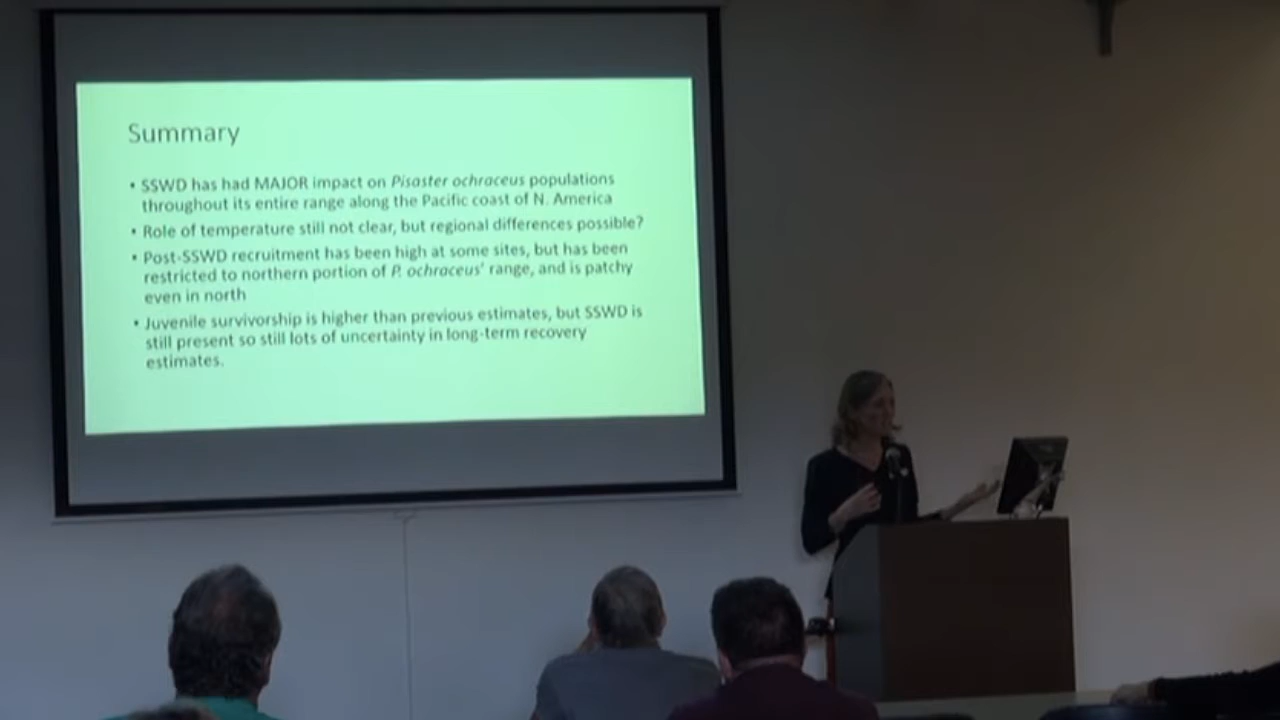 Summary
• SSWD has had MAJOR impact on Pisaster ochraceus populations
throughout its entire range along the Pacific coast of N. America
• Role of temperature still not clear, but regional differences possible?
• Post-SSWD recruitment has been high at some sites, but has been
restricted to northern portion of P. ochraceus' range, and is patchy
even in north
• Juvenile survivorship is higher than previous estimates, but SSWD is
still present so still lots of uncertainty in long-term recovery
estimates.